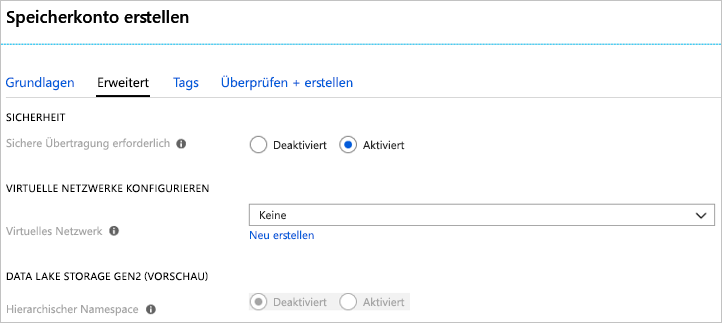 Speicherkonto erstellen
Grundlagen Erweitert Tags Überprüfen + erstellen
SICHERHEIT
Sichere Übertragung erforderlich Deaktiviert Aktiviert
VIRTUELLE NETZWERKE KONFIGURIEREN
Virtuelles Netzwerk Keine
Neu erstellen
DATA LAKE STORAGE GEN2 (VORSCHAU)
Hierarchischer Namespace Deaktiviert Aktiviert